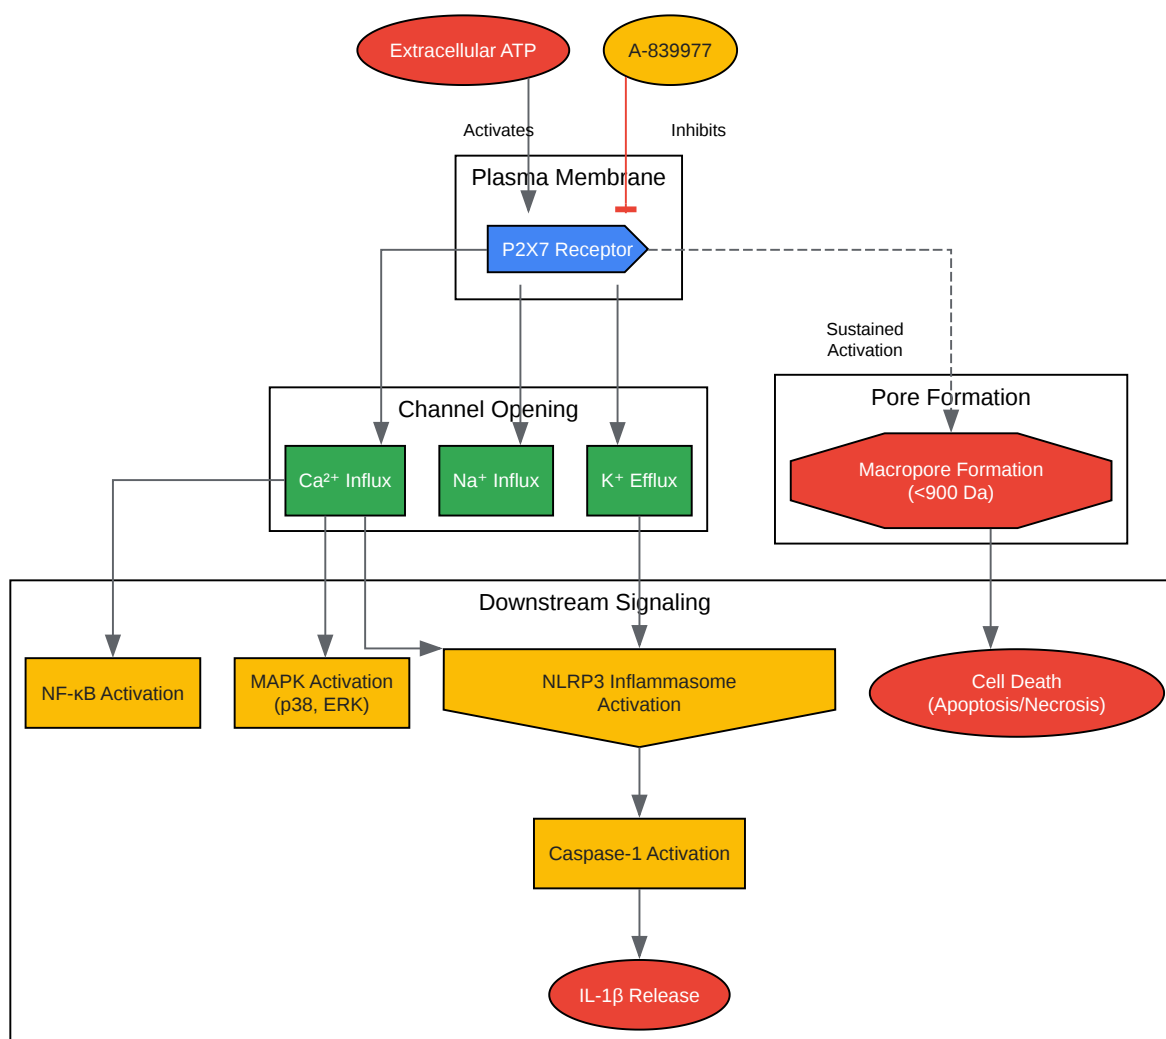 Extracellular ATP
A-839977
Activates
Inhibits
Plasma Membrane
P2X7 Receptor
Sustained
Activation
Channel Opening
Pore Formation
Ca²⁺ Influx
Na⁺ Influx
K⁺ Efflux
Macropore Formation
(<900 Da)
Downstream Signaling
NF-κB Activation
MAPK Activation
(p38, ERK)
NLRP3 Inflammasome
Activation
Cell Death
(Apoptosis/Necrosis)
Caspase-1 Activation
IL-1β Release